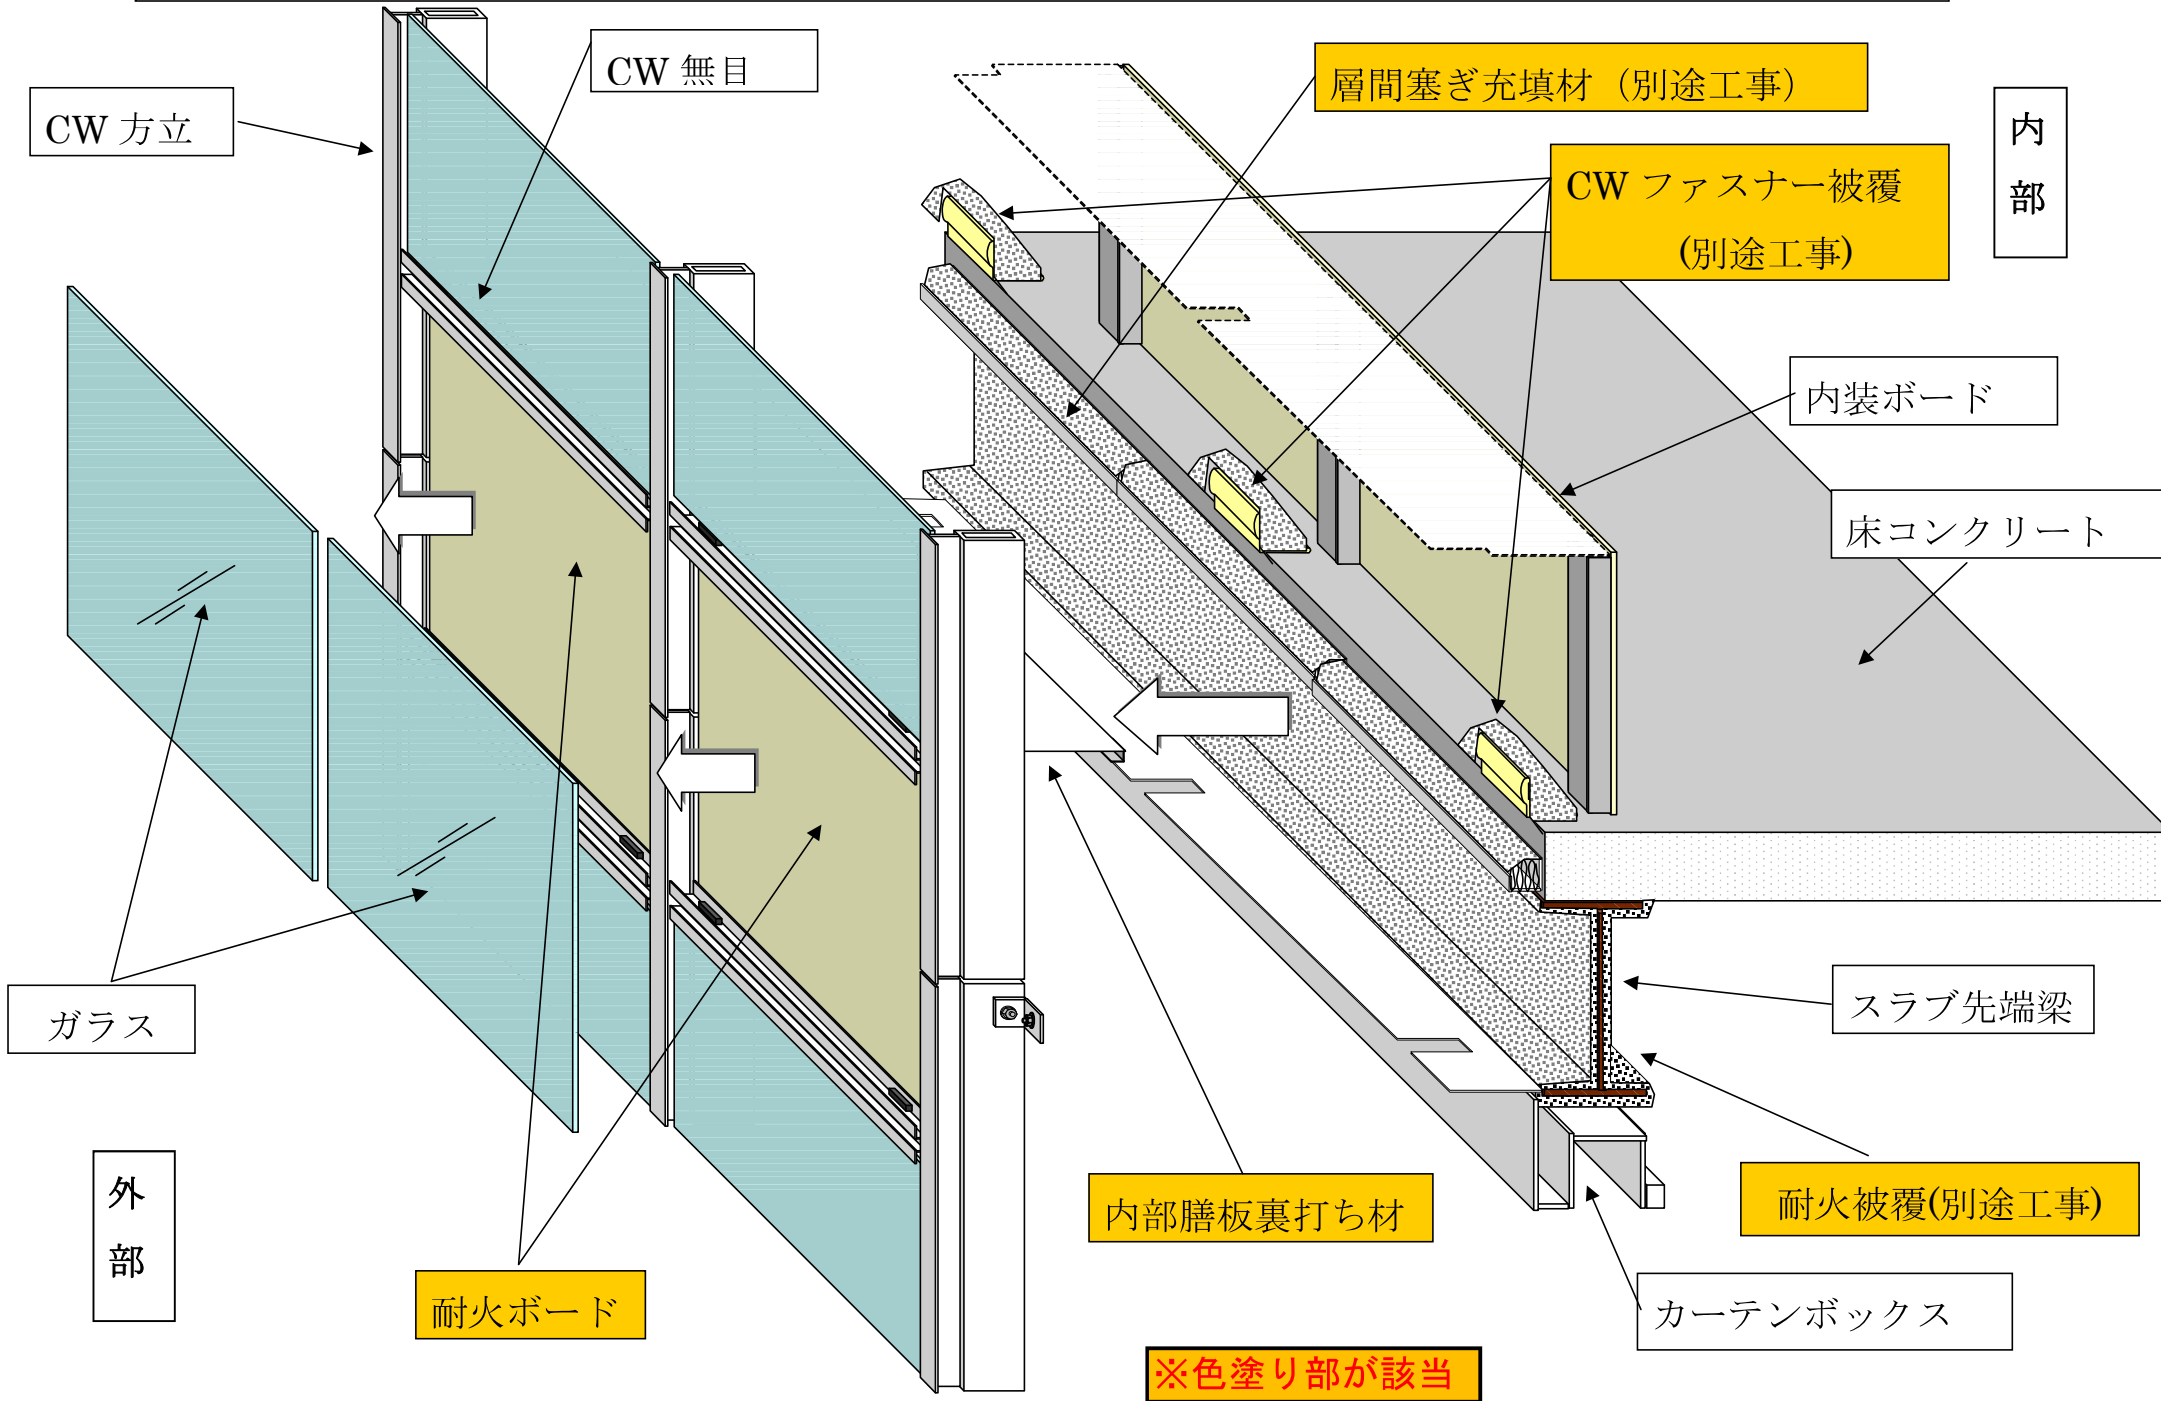 CW 無目
層間塞ぎ充填材 (別途工事)
CW 方立
内
部
CW ファスナー被覆
(別途工事)
内装ボード
床コンクリート
ガラス
スラブ先端梁
外
部
耐火ボード
内部膳板裏打ち材
耐火被覆(別途工事)
カーテンボックス
※色塗り部が該当